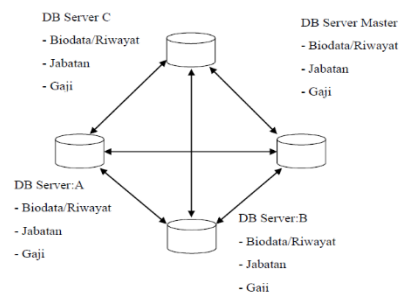 DB Server C
- Biodata/Riwayat
- Jabatan
- Gaji
DB Server Master
- Biodata/Riwayat
- Jabatan
- Gaji
DB Server:A
- Biodata/Riwayat
- Jabatan
- Gaji
DB Server:B
- Biodata/Riwayat
- Jabatan
- Gaji